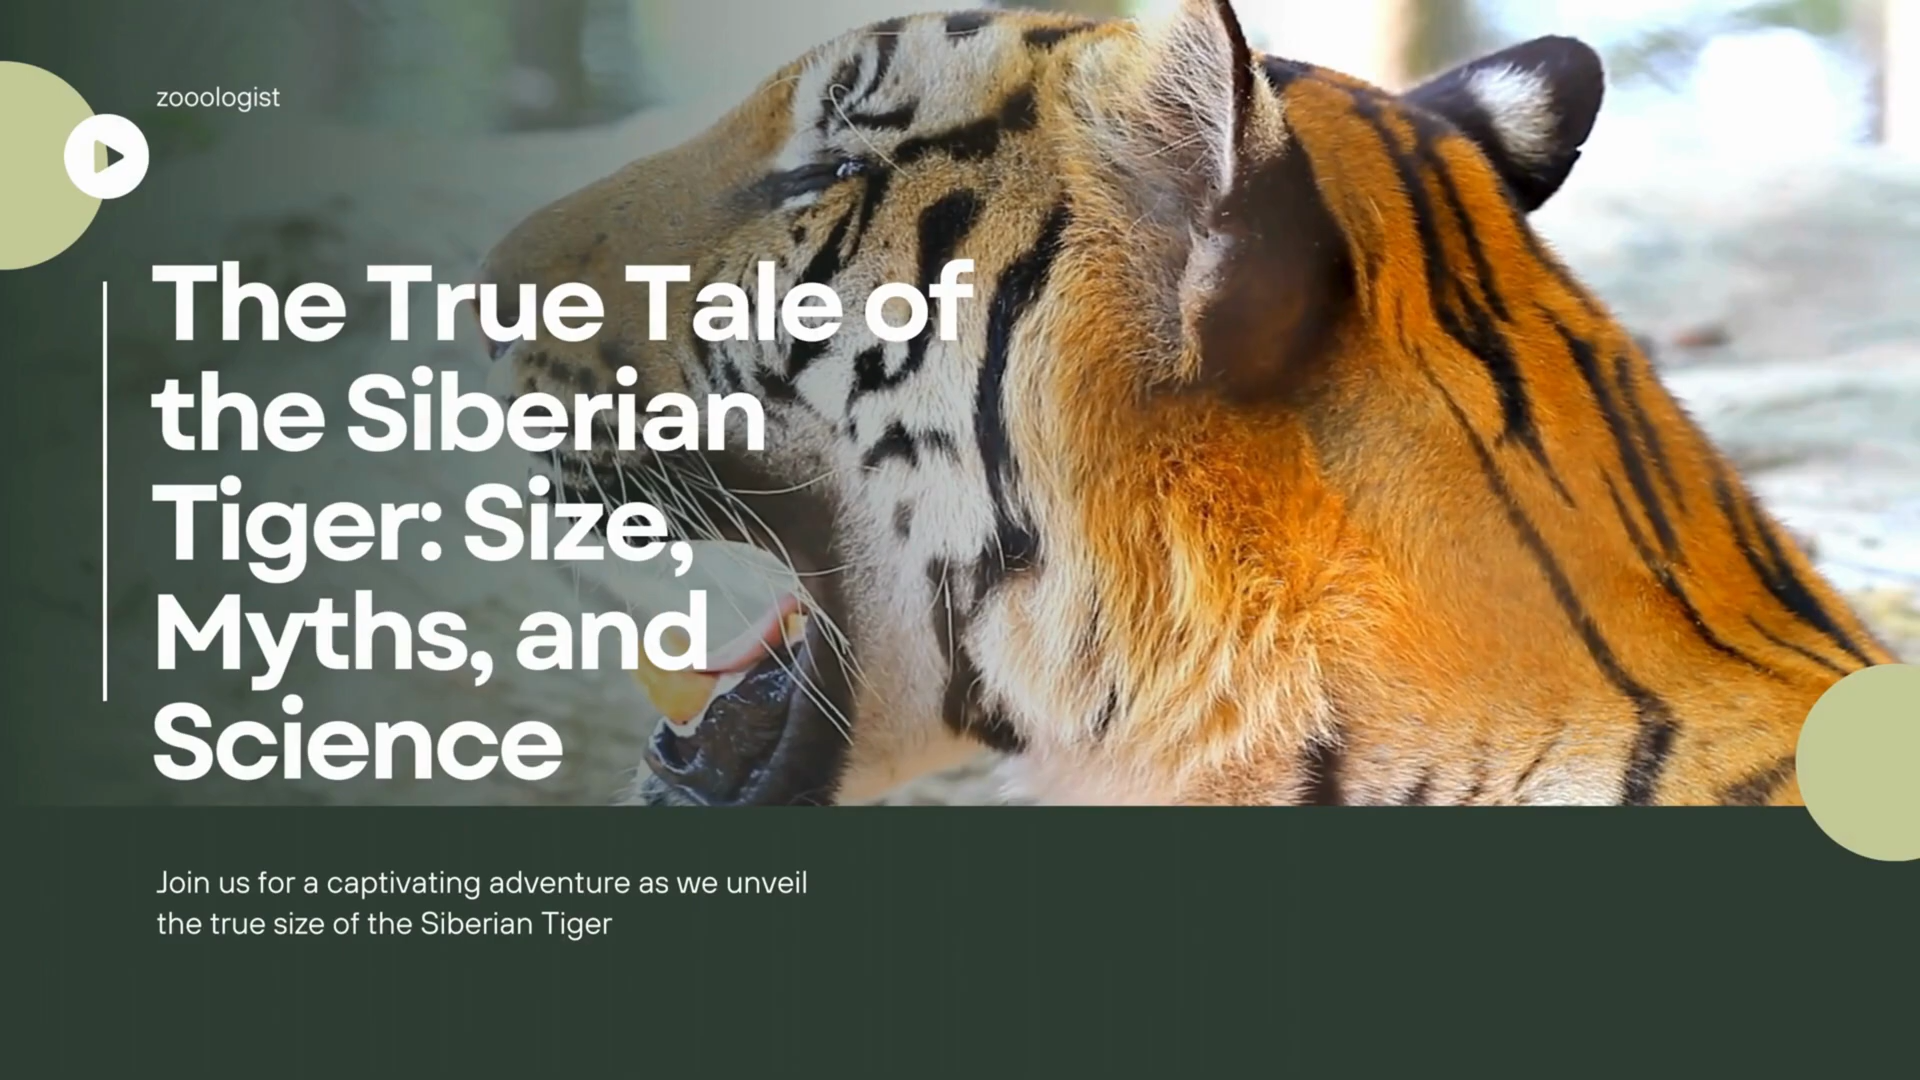 zooologist
The True Tale of
the Siberian
Tiger: Size,
Myths, and
Science
Join us for a captivating adventure as we unveil
the true size of the Siberian Tiger